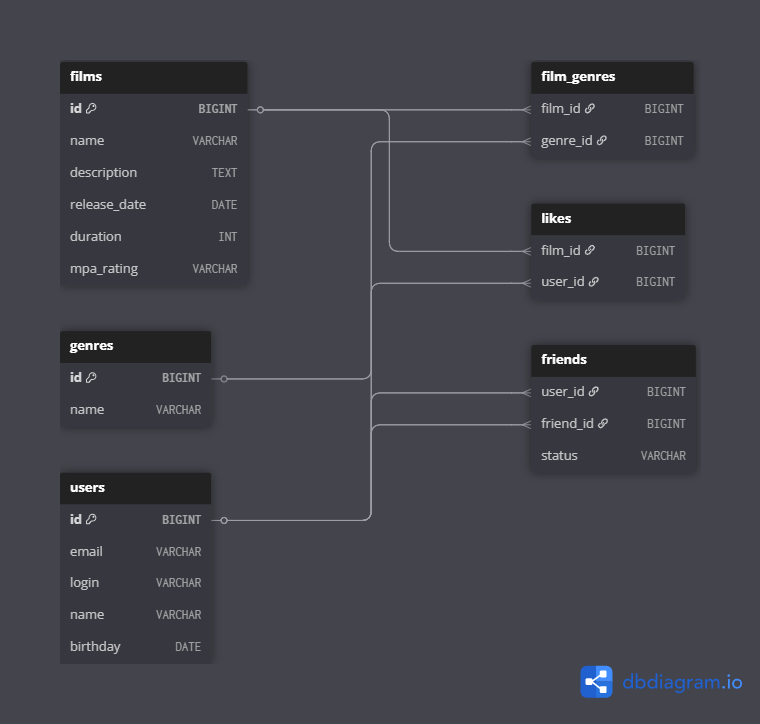 films
id BIGINT
name VARCHAR
description TEXT
release_date DATE
duration INT
mpa_rating VARCHAR
genres
id BIGINT
name VARCHAR
users
id BIGINT
email VARCHAR
login VARCHAR
name VARCHAR
birthday DATE
film_genres
film_id BIGINT
genre_id BIGINT
likes
film_id BIGINT
user_id BIGINT
friends
user_id BIGINT
friend_id BIGINT
status VARCHAR
dbdiagram.io